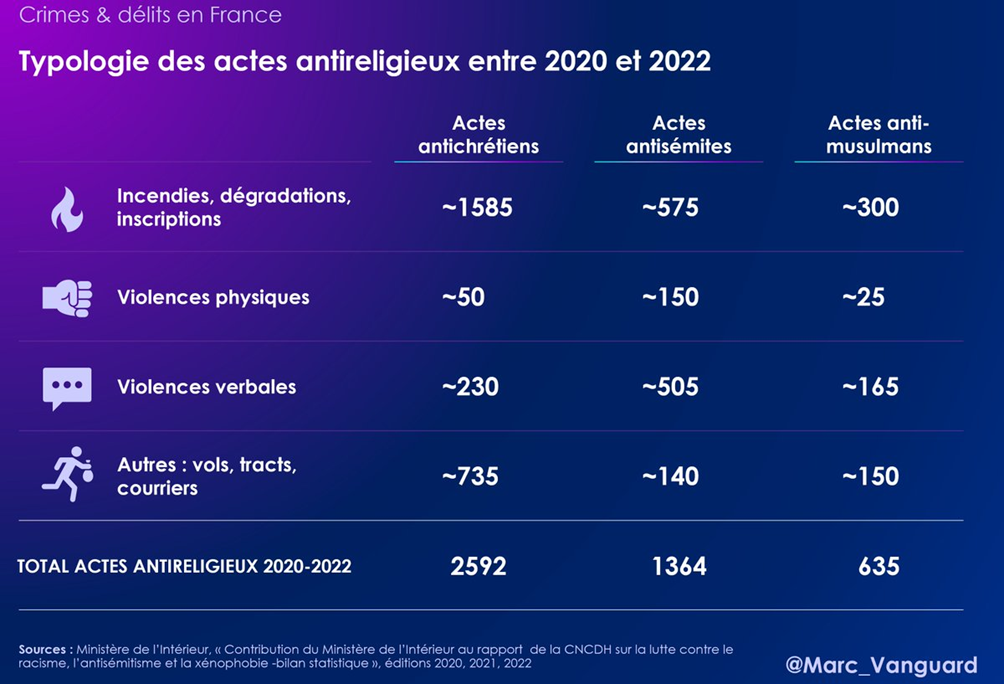 Crimes & délits en France
Typologie des actes antireligieux entre 2020 et 2022
Actes
antichrétiens
Actes
antisémites
Actes anti-
musulmans
Incendies, dégradations,
inscriptions
~1585
~575
~300
Violences physiques
~50
~150
~25
Violences verbales
~230
~505
~165
Autres : vols, tracts,
courriers
~735
~140
~150
TOTAL ACTES ANTIRELIGIEUX 2020-2022
2592
1364
635
Sources : Ministère de l'Intérieur, « Contribution du Ministère de l'Intérieur au rapport de la CNCDH sur la lutte contre le
racisme, l'antisémitisme et la xénophobie -bilan statistique », éditions 2020, 2021, 2022
@Marc_Vanguard